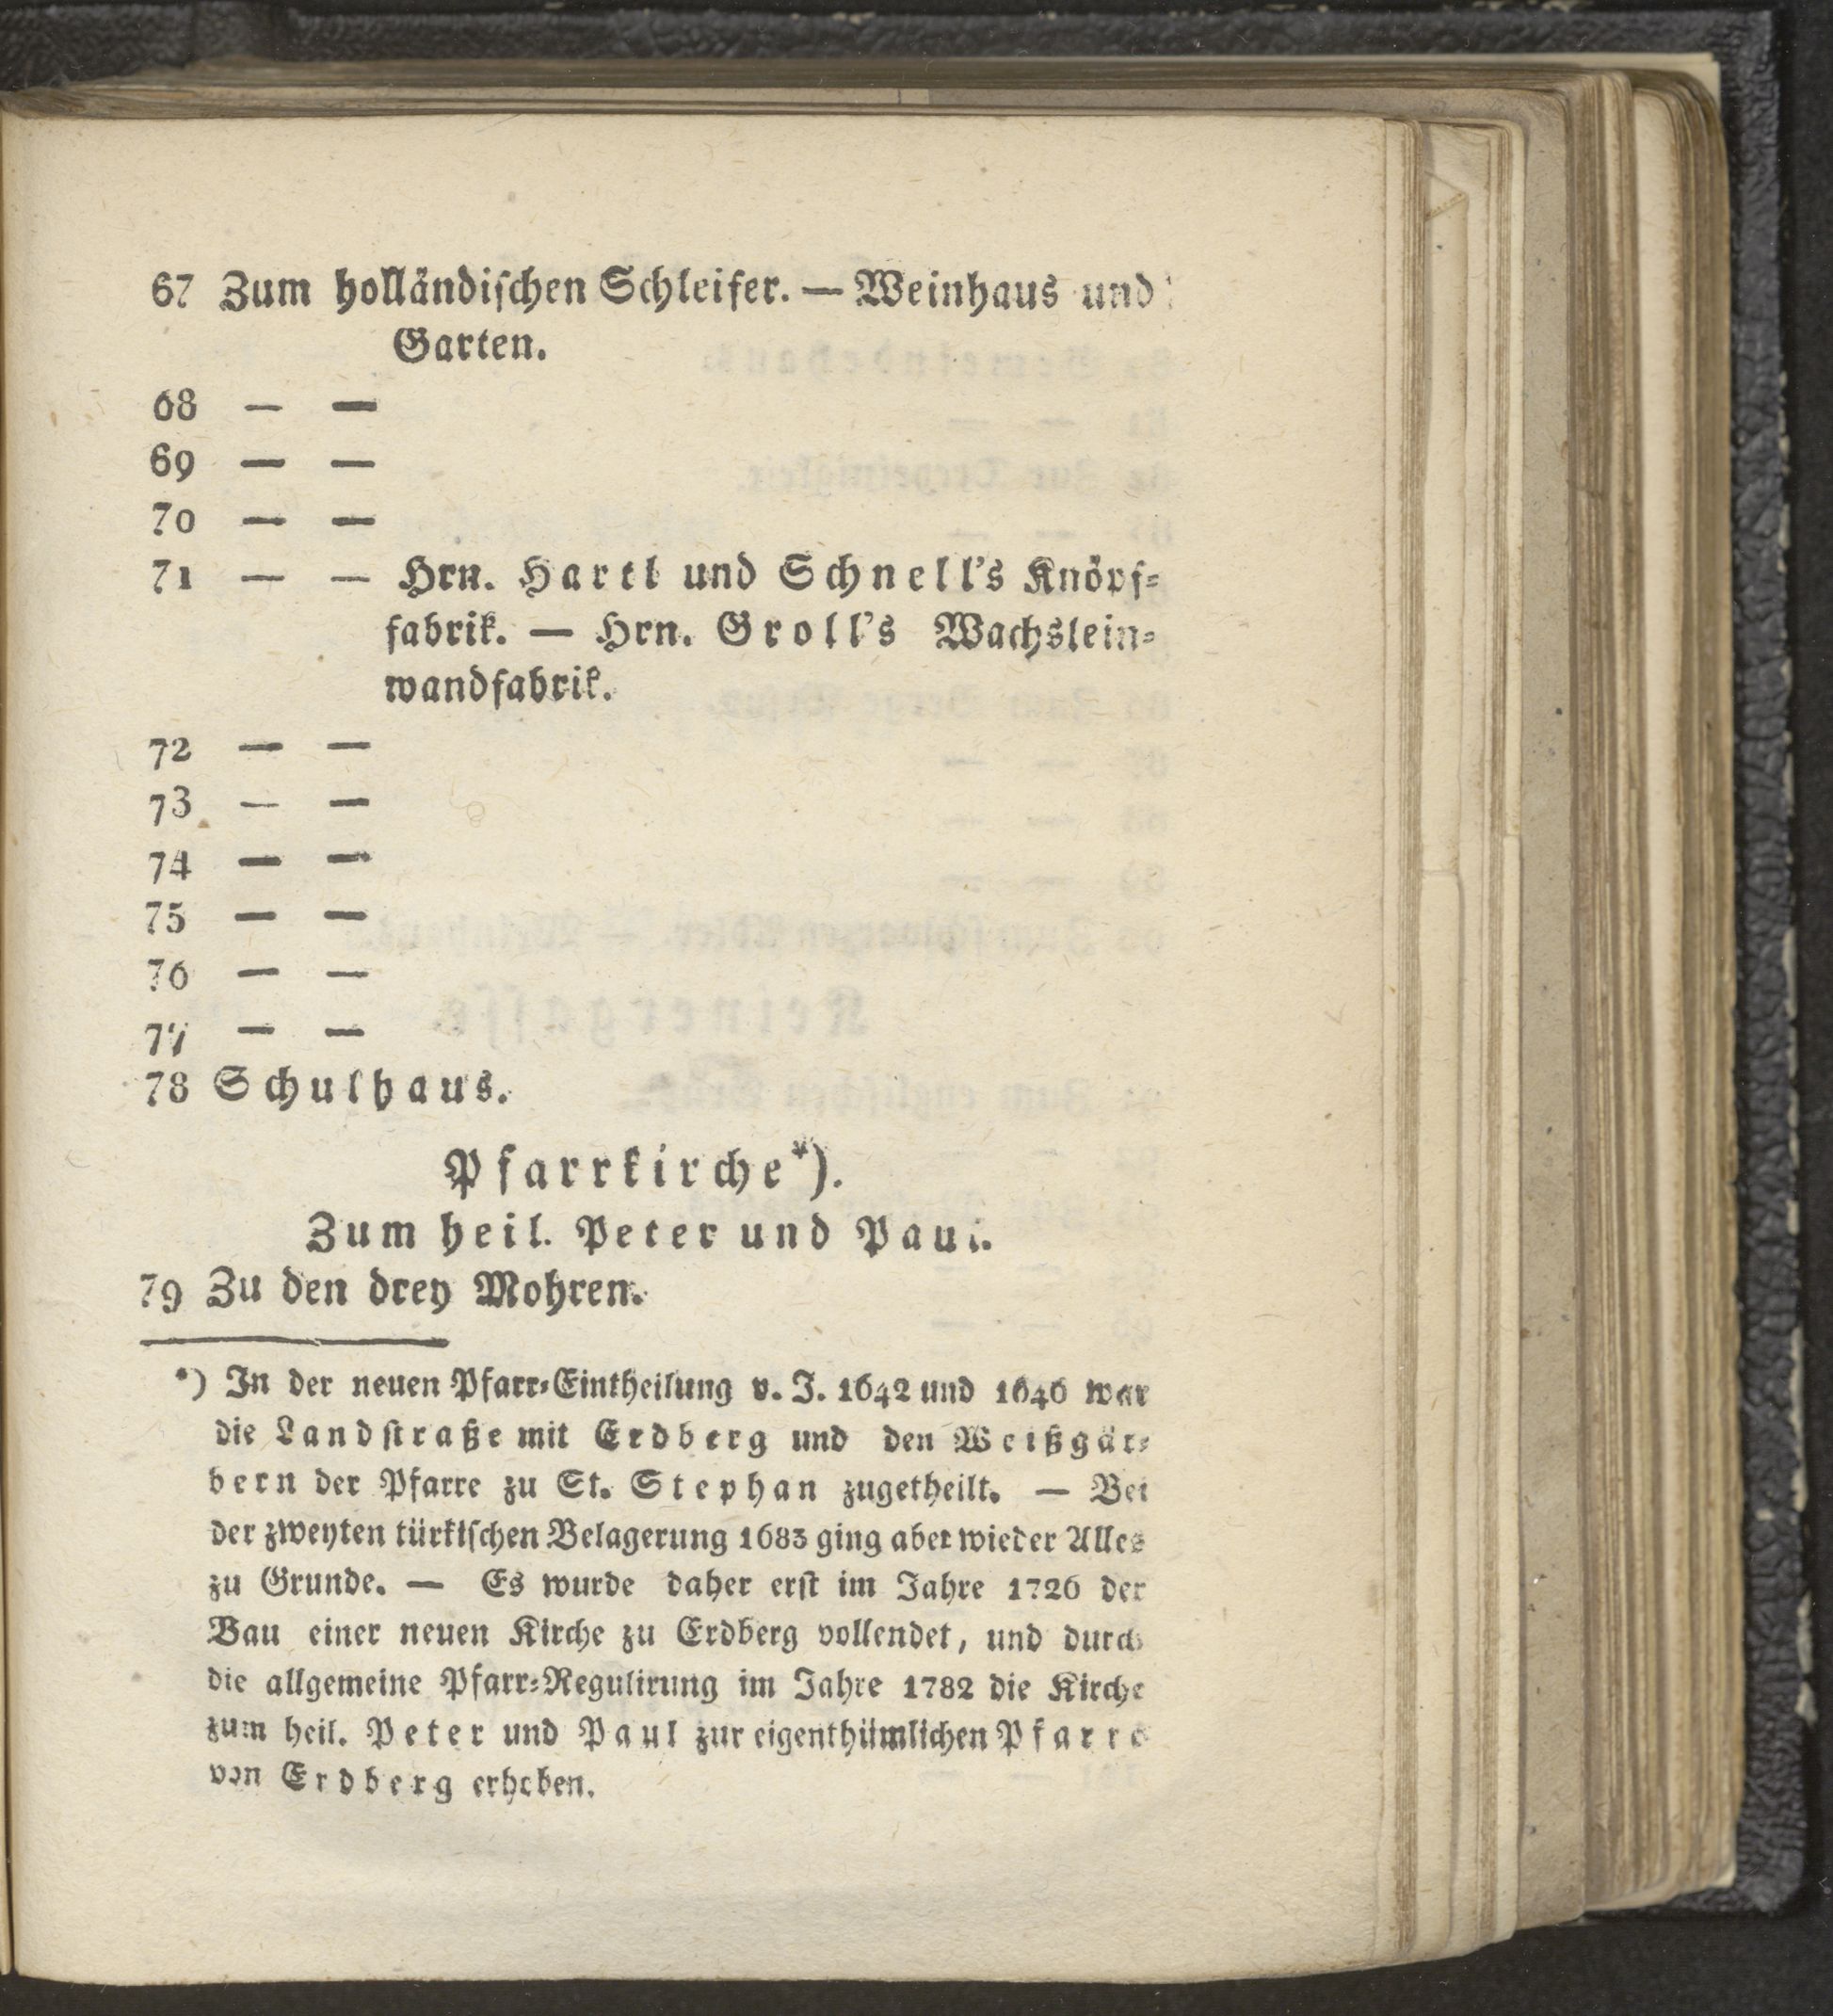 67 Zum holländischen Schleifer. — Weinhaus und
Garten.
68 — —
69 — —
70 — —
71 — — Hrn. Hartl und Schnell's Knöpf=
fabrik. — Hrn. Groll's Wachslein=
wandfabrik.
72 — —
73 — —
74 — —
75 — —
76 — —
77 — —
78 Schulhaus.
Pfarrkirche*).
Zum heil. Peter und Paul.
79 Zu den drey Mohren.
*) In der neuen Pfarr=Eintheilung v. J. 1642 und 1646 war
die Landstraße mit Erdberg und den Weißgär=
bern der Pfarre zu St. Stephan zugetheilt. — Bei
der zweyten türkischen Belagerung 1683 ging aber wieder Alles
zu Grunde. — Es wurde daher erst im Jahre 1726 der
Bau einer neuen Kirche zu Erdberg vollendet, und durch
die allgemeine Pfarr=Regulirung im Jahre 1782 die Kirche
zum heil. Peter und Paul zur eigenthümlichen Pfarre
von Erdberg erhoben.